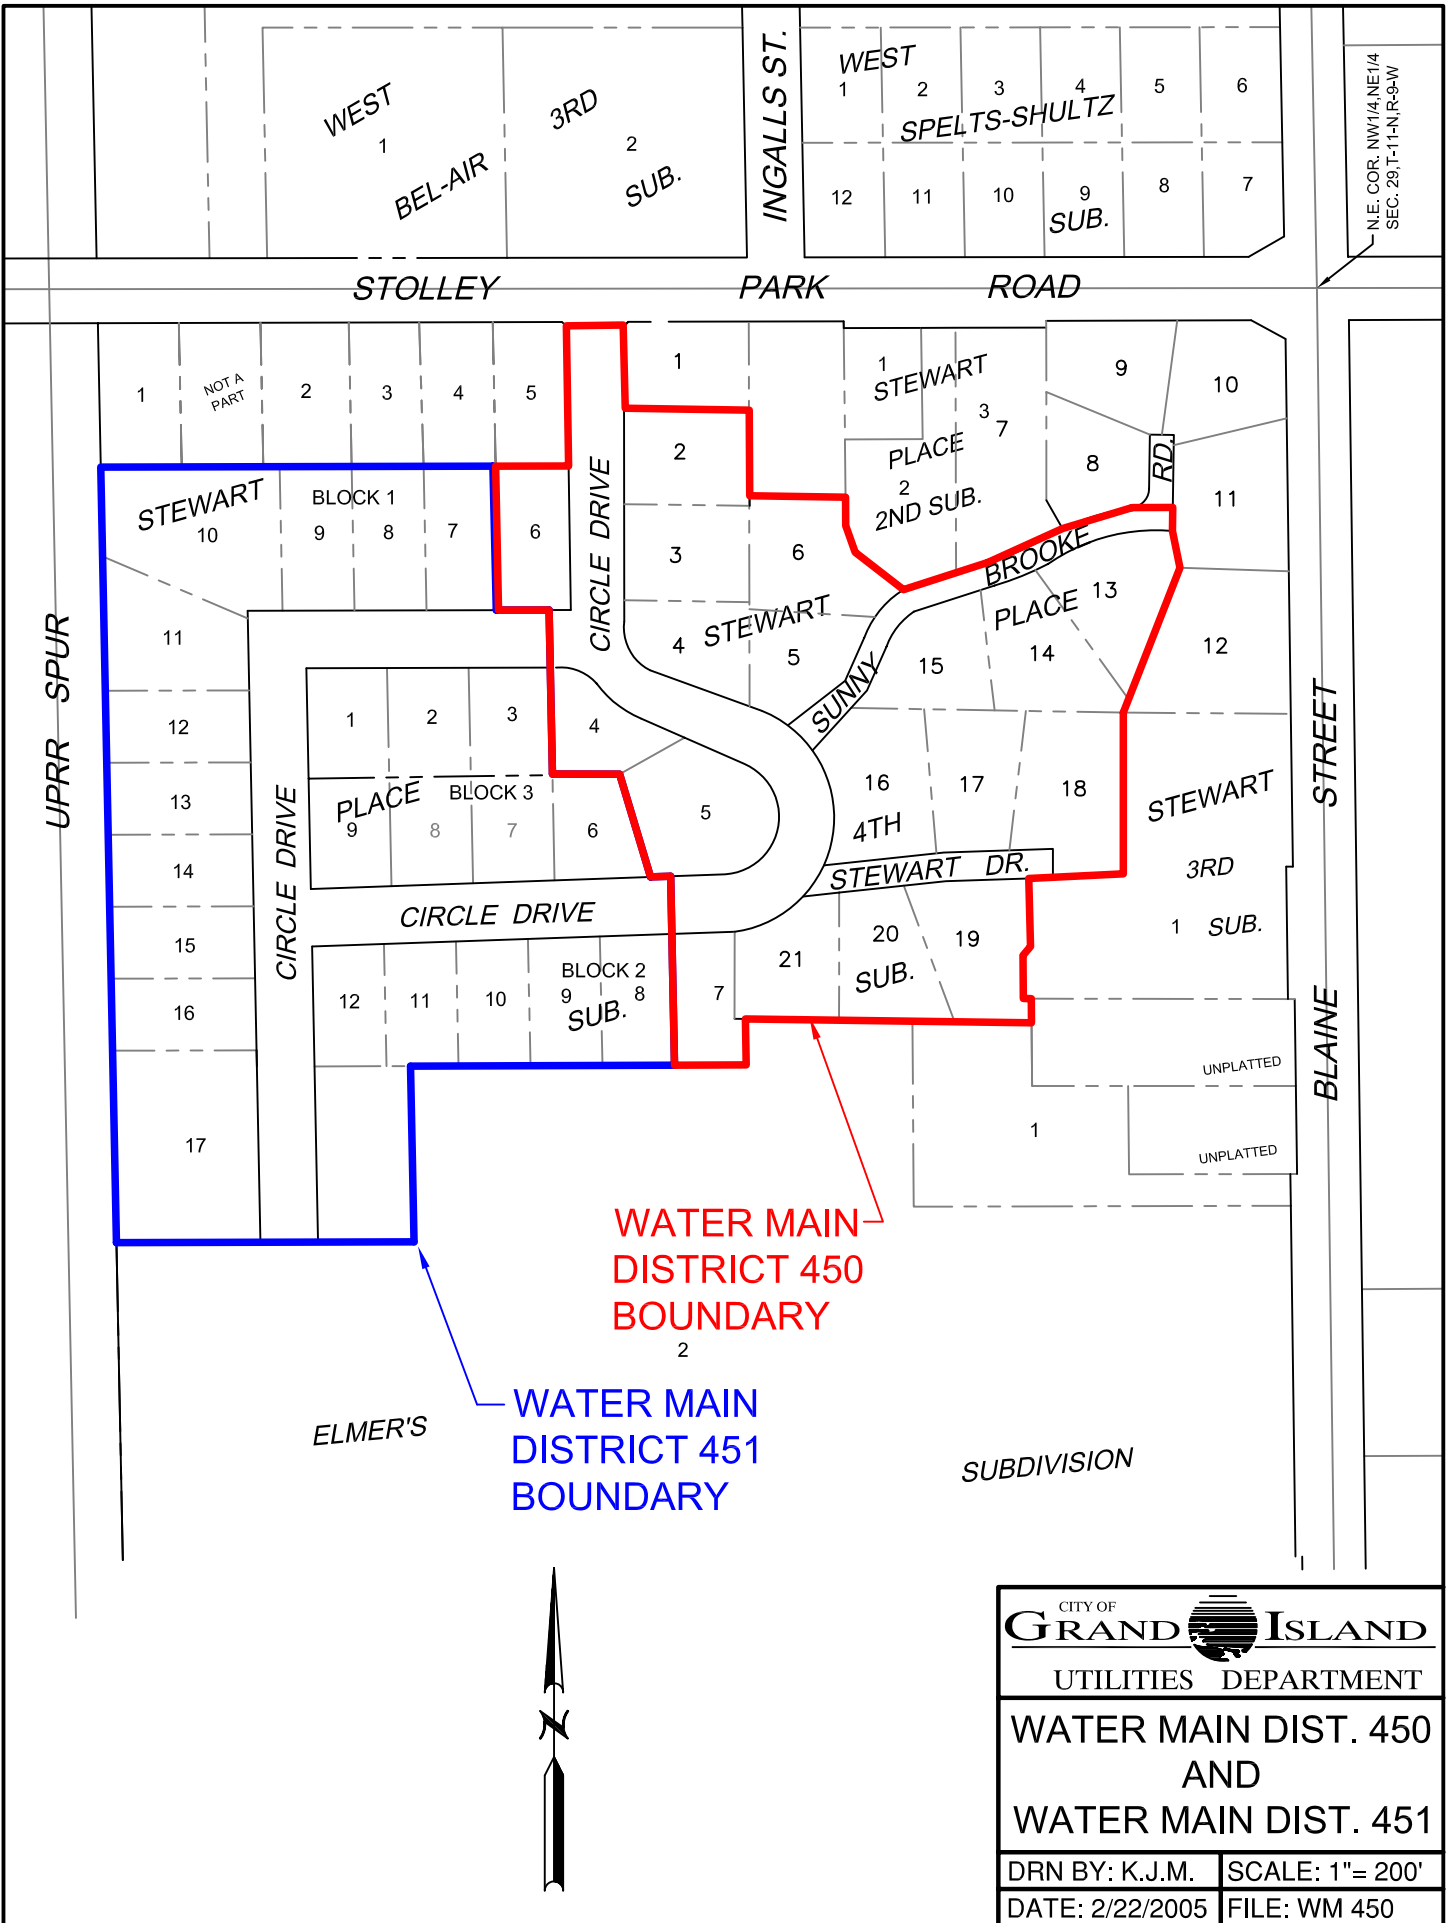 WEST
1
BEL-AIR
3RD
2
SUB.
INGALLS ST.
WEST
1
2
3
4
5
6
SPELTS-SHULTZ
12
11
10
9
8
7
SUB.
N.E. COR. NW1/4,NE1/4
SEC. 29,T-11-N,R-9-W
STOLLEY PARK ROAD
1
NOT A
PART
2
3
4
5
1
1
STEWART
3
7
PLACE
2
2ND SUB.
9
10
8
RD.
11
2
CIRCLE DRIVE
STEWART
BLOCK 1
10
9
8
7
6
3
6
BROOKE
PLACE
13
12
11
4
STEWART
5
SUNNY
15
14
UPRR SPUR
12
1
2
3
4
13
PLACE
BLOCK 3
9
8
7
6
5
16
17
18
4TH
STEWART
3RD
1
SUB.
STREET
BLAINE
14
CIRCLE DRIVE
CIRCLE DRIVE
STEWART DR.
15
16
17
12
11
10
BLOCK 2
9
8
SUB.
7
21
20
19
SUB.
UNPLATTED
1
UNPLATTED
WATER MAIN
DISTRICT 450
BOUNDARY
2
WATER MAIN
DISTRICT 451
BOUNDARY
ELMER'S
SUBDIVISION
N
CITY OF
GRAND ISLAND
UTILITIES DEPARTMENT
WATER MAIN DIST. 450
AND
WATER MAIN DIST. 451
DRN BY: K.J.M.
SCALE: 1"= 200'
DATE: 2/22/2005
FILE: WM 450